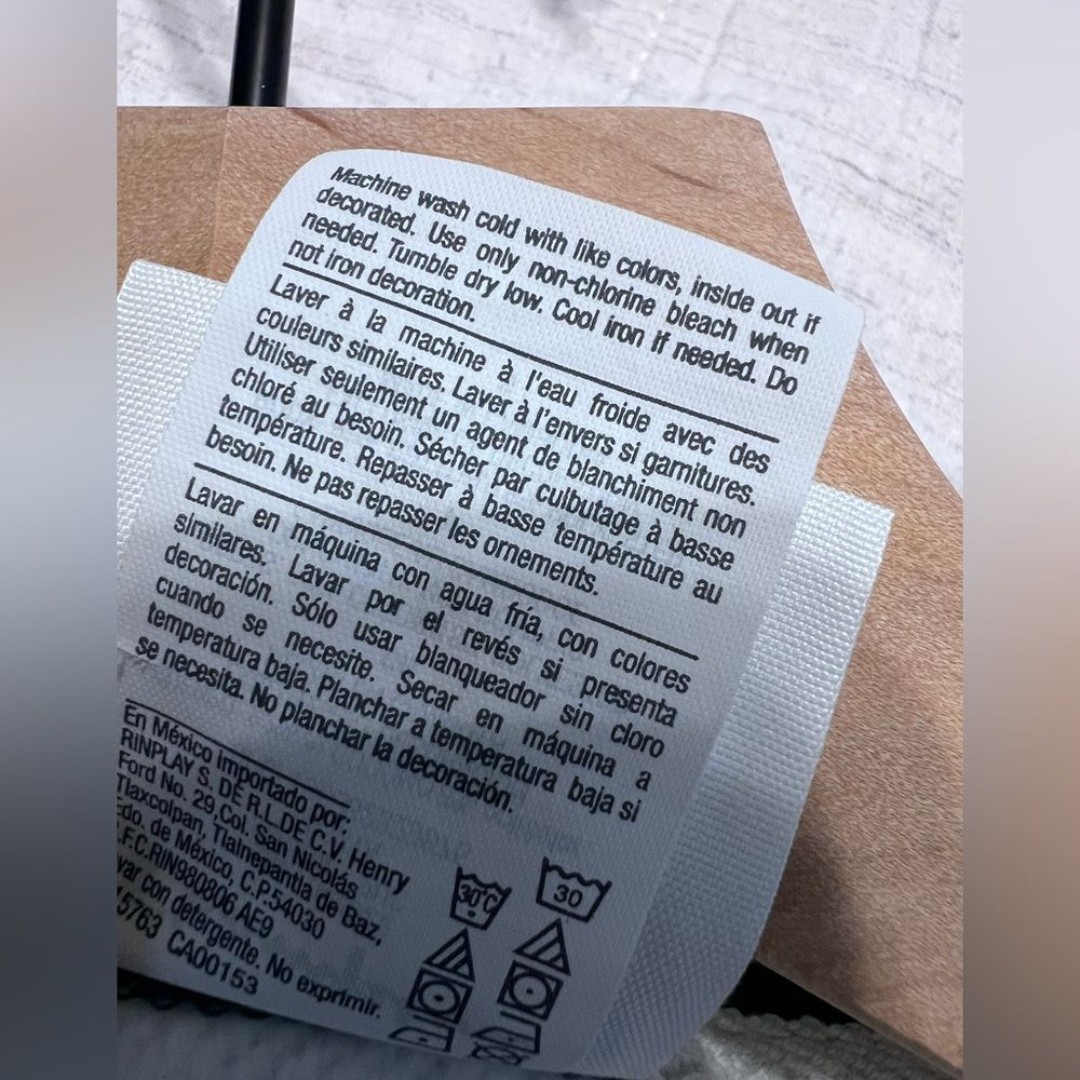 Machine wash cold with like colors, inside out if
decorated. Use only non-chlorine bleach when
needed. Tumble dry low. Cool iron if needed. Do
not iron decoration.
Laver à la machine à l'eau froide avec des
couleurs similaires. Laver à l'envers si garnitures.
Utiliser seulement un agent de blanchiment non
chloré au besoin. Sécher par culbutage à basse
température. Repasser à basse température au
besoin. Ne pas repasser les ornements.
Lavar en máquina con agua fría, con colores
similares. Lavar por el revés si presenta
decoración. Sólo usar blanqueador sin cloro
cuando se necesite. Secar en máquina a
temperatura baja. Planchar a temperatura baja si
se necesita. No planchar la decoración.
En México importado por:
RINPLAY S. DE R.L.DE C.V. Henry
Ford No. 29,Col. San Nicolás
Tlaxcolpan, Tlalnepantla de Baz,
do. de México, C.P.54030
.F.C.RIN980806 AE9
var con detergente. No exprimir.
5763 CA00153
30°C
30